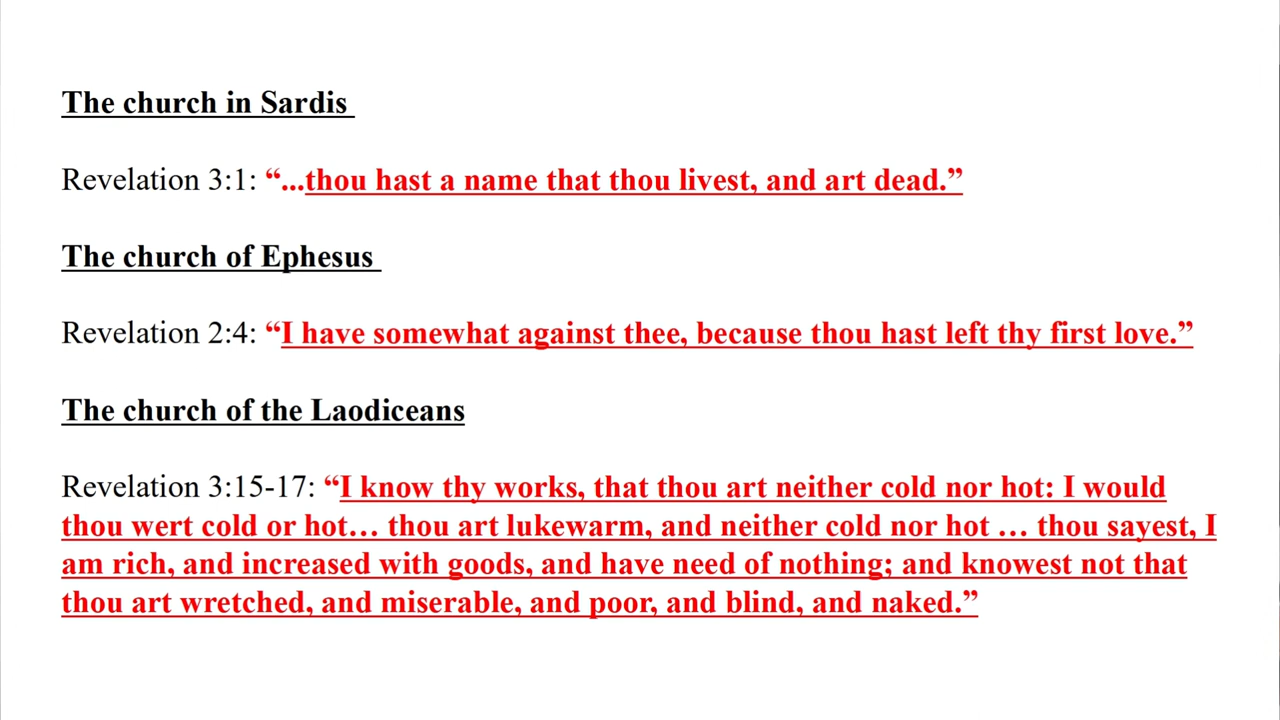 The church in Sardis
Revelation 3:1: “...thou hast a name that thou livest, and art dead.”
The church of Ephesus
Revelation 2:4: “I have somewhat against thee, because thou hast left thy first love.”
The church of the Laodiceans
Revelation 3:15-17: “I know thy works, that thou art neither cold nor hot: I would
thou wert cold or hot… thou art lukewarm, and neither cold nor hot … thou sayest, I
am rich, and increased with goods, and have need of nothing; and knowest not that
thou art wretched, and miserable, and poor, and blind, and naked.”